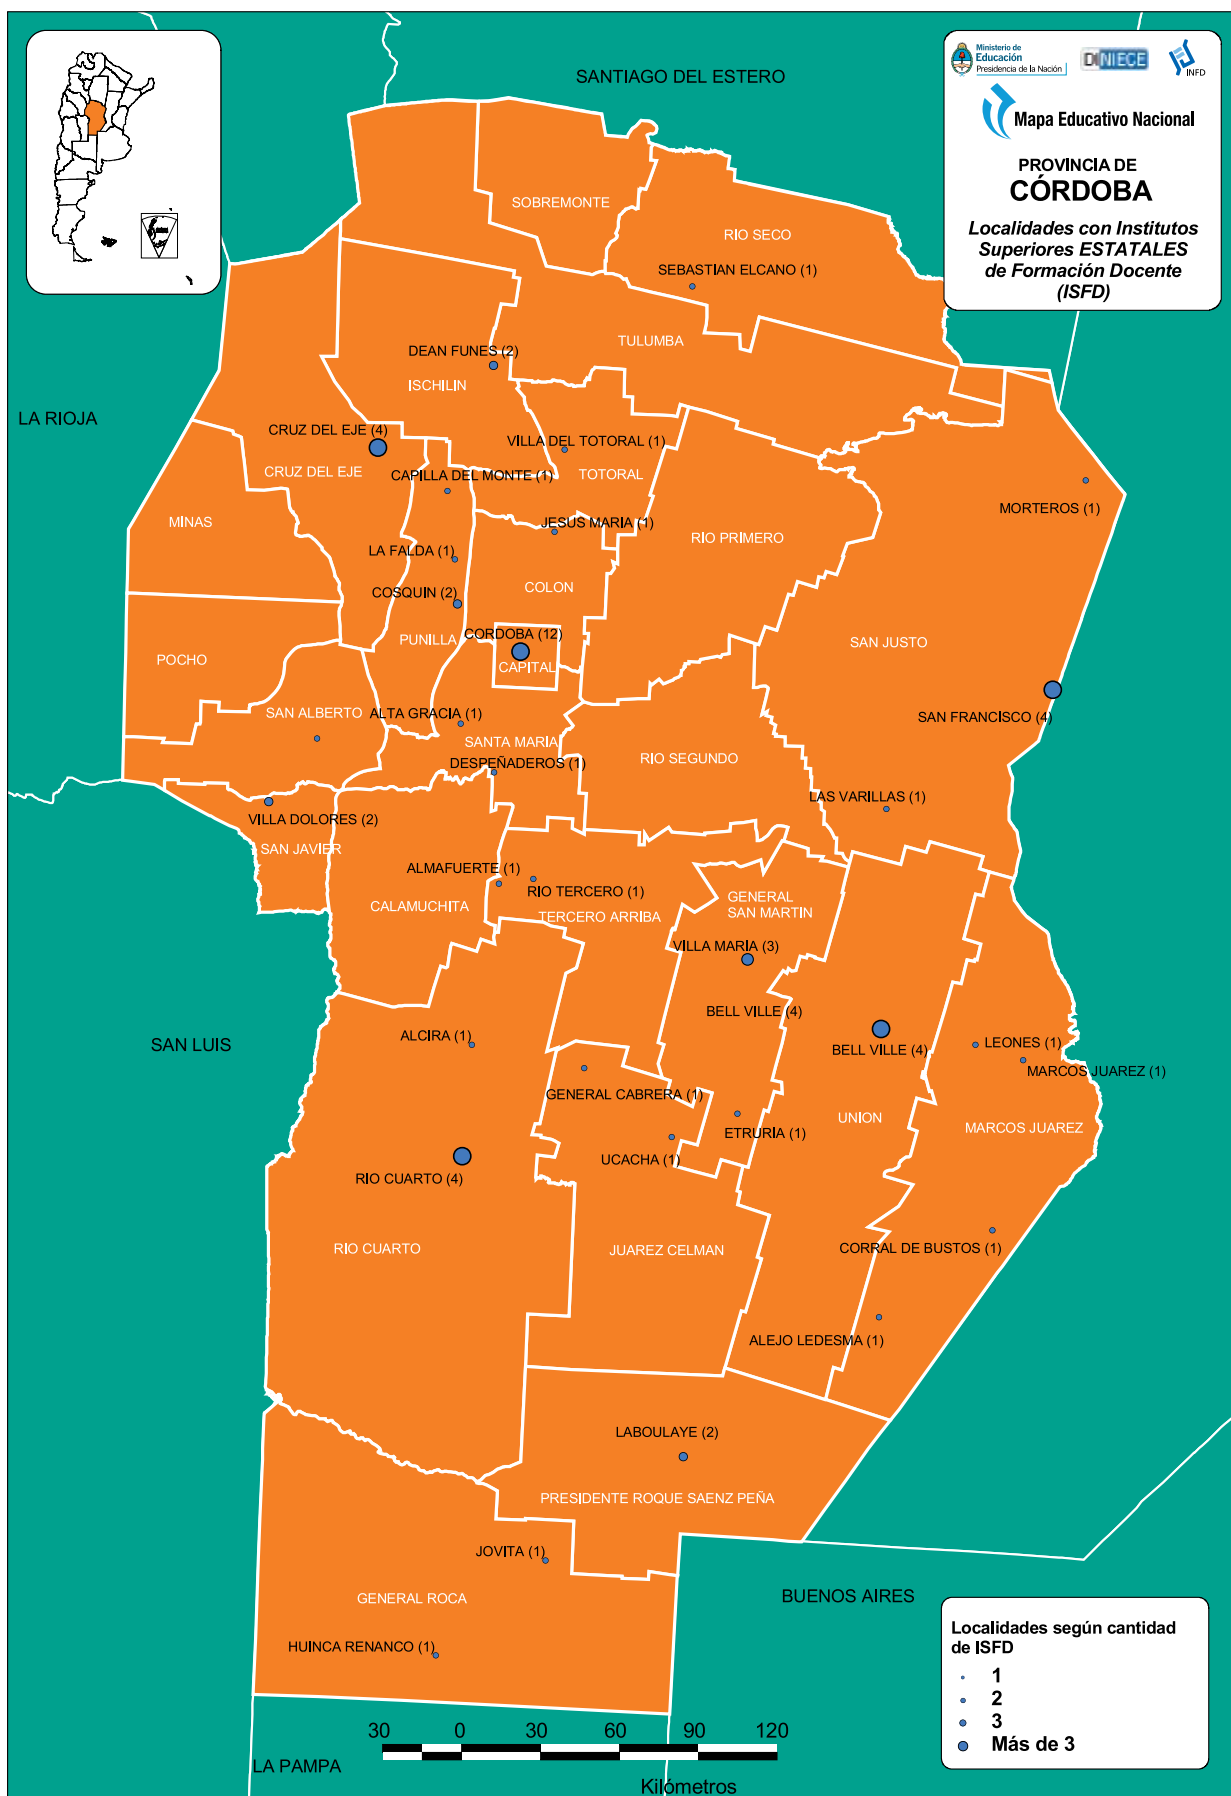 SANTIAGO DEL ESTERO
Ministerio de
Educación
Presidencia de la Nación
DINIECE
INFD
Mapa Educativo Nacional
PROVINCIA DE
CÓRDOBA
Localidades con Institutos
Superiores ESTATALES
de Formación Docente
(ISFD)
SOBREMONTE
RIO SECO
SEBASTIAN ELCANO (1)
TULUMBA
DEAN FUNES (2)
ISCHILIN
LA RIOJA
CRUZ DEL EJE (4)
VILLA DEL TOTORAL (1)
CRUZ DEL EJE
CAPILLA DEL MONTE (1)
TOTORAL
MORTEROS (1)
MINAS
JESUS MARIA (1)
RIO PRIMERO
LA FALDA (1)
COLON
COSQUIN (2)
CORDOBA (12)
PUNILLA
SAN JUSTO
POCHO
CAPITAL
SAN ALBERTO
ALTA GRACIA (1)
SAN FRANCISCO (4)
SANTA MARIA
RIO SEGUNDO
DESPEÑADEROS (1)
LAS VARILLAS (1)
VILLA DOLORES (2)
SAN JAVIER
ALMAFUERTE (1)
RIO TERCERO (1)
GENERAL
SAN MARTIN
CALAMUCHITA
TERCERO ARRIBA
VILLA MARIA (3)
BELL VILLE (4)
SAN LUIS
ALCIRA (1)
BELL VILLE (4)
LEONES (1)
MARCOS JUAREZ (1)
GENERAL CABRERA (1)
UNION
MARCOS JUAREZ
ETRURIA (1)
UCACHA (1)
RIO CUARTO (4)
RIO CUARTO
JUAREZ CELMAN
CORRAL DE BUSTOS (1)
ALEJO LEDESMA (1)
LABOULAYE (2)
PRESIDENTE ROQUE SAENZ PEÑA
JOVITA (1)
GENERAL ROCA
BUENOS AIRES
HUINCA RENANCO (1)
Localidades según cantidad
de ISFD
1
2
3
Más de 3
30 0 30 60 90 120
LA PAMPA
Kilómetros